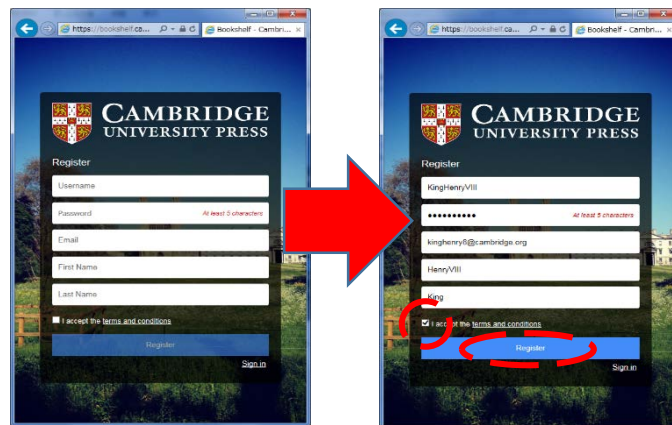 https://bookshelf.ca...
Bookshelf - Cambri...
CAMBRIDGE
UNIVERSITY PRESS
Register
Username
Password
At least 5 characters
Email
First Name
Last Name
I accept the terms and conditions
Register
Sign in
https://bookshelf.ca...
Bookshelf - Cambri...
CAMBRIDGE
UNIVERSITY PRESS
Register
KingHenryVIII
••••••••••
At least 5 characters
kinghenry8@cambridge.org
HenryVIII
King
I accept the terms and conditions
Register
Sign in